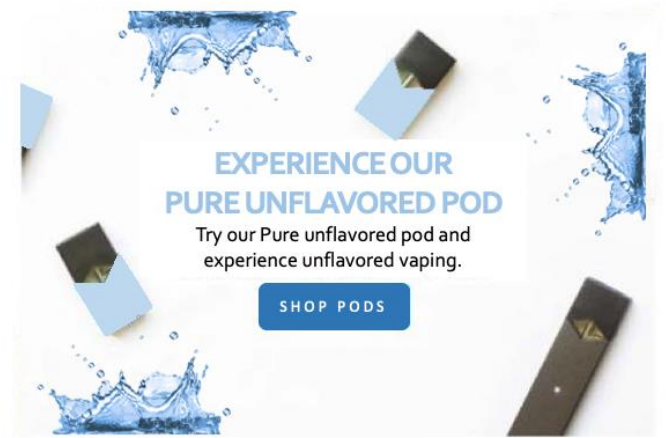 EXPERIENCE OUR
PURE UNFLAVORED POD
Try our Pure unflavored pod and
experience unflavored vaping.
SHOP PODS